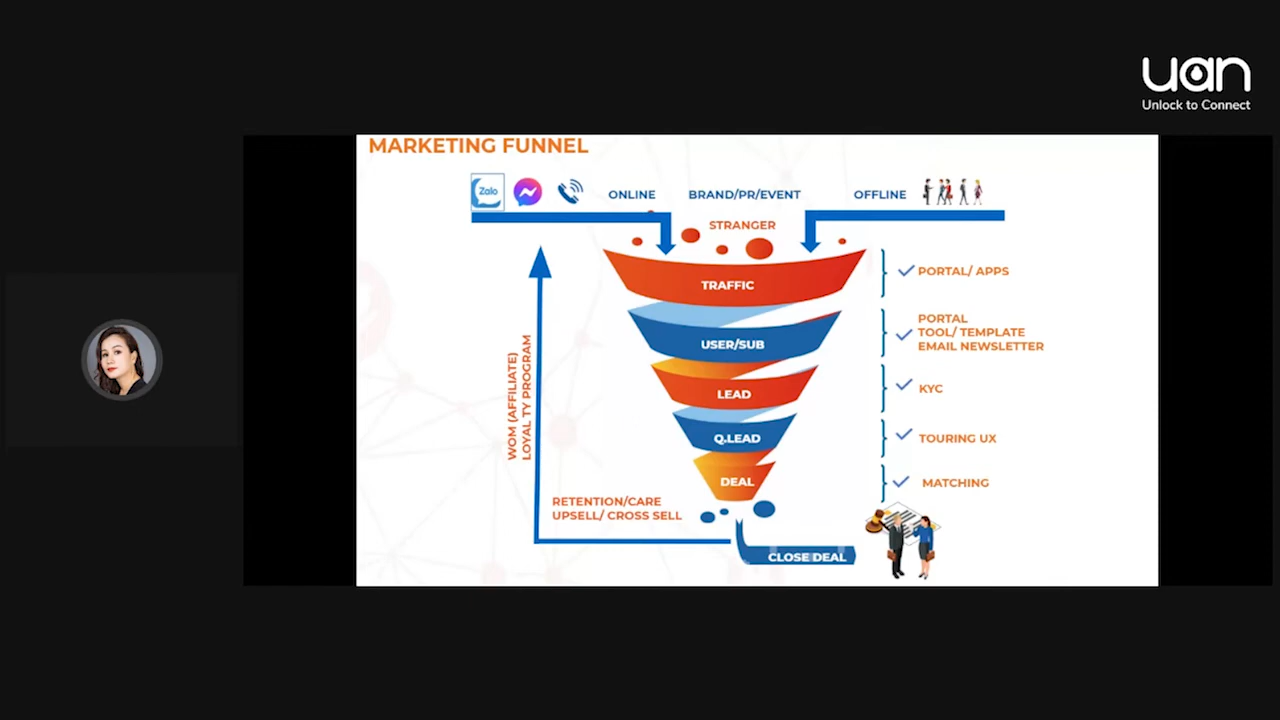 uan
Unlock to Connect
MARKETING FUNNEL
Zalo
ONLINE
BRAND/PR/EVENT
OFFLINE
STRANGER
TRAFFIC
PORTAL/ APPS
USER/SUB
PORTAL
TOOL/ TEMPLATE
EMAIL NEWSLETTER
LEAD
KYC
Q.LEAD
TOURING UX
DEAL
MATCHING
WOM (AFFILIATE)
LOYAL TY PROGRAM
RETENTION/CARE
UPSELL/ CROSS SELL
CLOSE DEAL